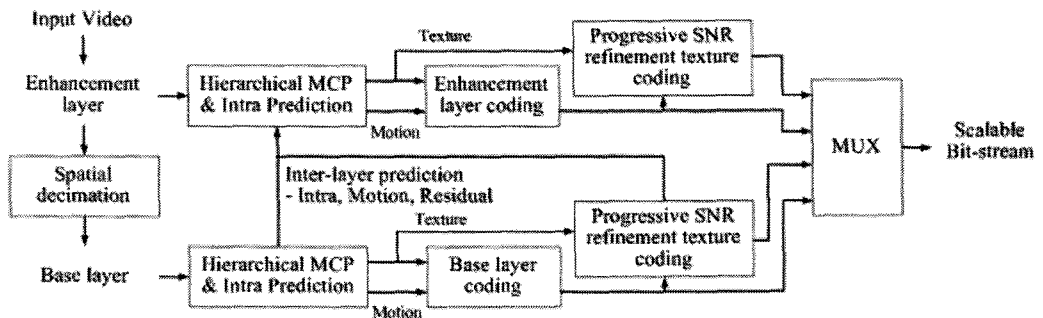 Input Video
Enhancement
layer
Spatial
decimation
Base layer
Hierarchical MCP
& Intra Prediction
Texture
Motion
Enhancement
layer coding
Progressive SNR
refinement texture
coding
Inter-layer prediction
- Intra, Motion, Residual
Hierarchical MCP
& Intra Prediction
Texture
Motion
Base layer
coding
Progressive SNR
refinement texture
coding
MUX
Scalable
Bit-stream